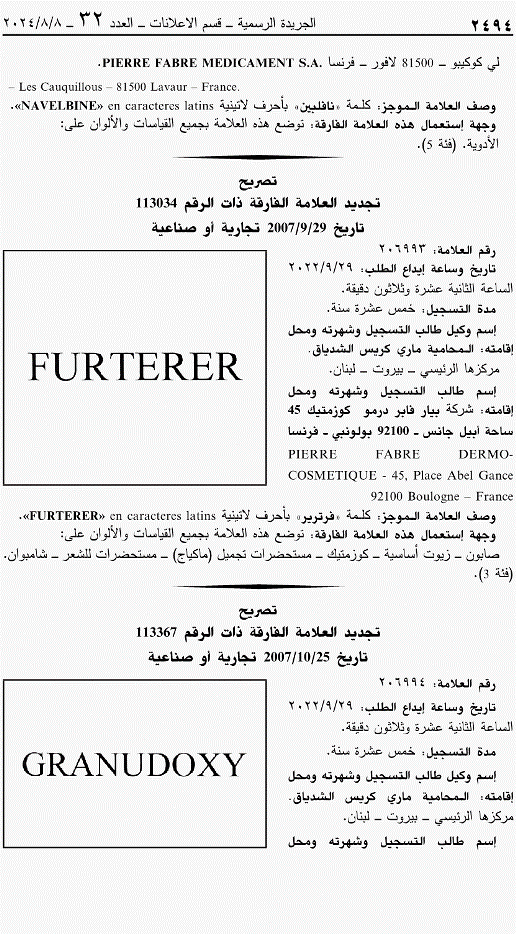 ٢٤٩٤ الجريدة الرسمية – قسم الاعلانات – العدد ٣٢ – ٢٠٢٤/٨/٨
لي كوكيبو – 81500 لافور – فرنسا PIERRE FABRE MEDICAMENT S.A.
– Les Cauquillous – 81500 Lavaur – France.
وصف العلامة الموجز: كلمة «نافلبين» بأحرف لاتينية en caracteres latins «NAVELBINE».
وجهة إستعمال هذه العلامة الفارقة: توضع هذه العلامة بجميع القياسات والألوان على:
الأدوية. (فئة 5).
تصريح
تجديد العلامة الفارقة ذات الرقم 113034
تاريخ 2007/9/29 تجارية أو صناعية
رقم العلامة: ٢٠٦٩٩٣
تاريخ وساعة إيداع الطلب: ٢٠٢٢/٩/٢٩
الساعة الثانية عشرة وثلاثون دقيقة.
مدة التسجيل: خمس عشرة سنة.
إسم وكيل طالب التسجيل وشهرته ومحل
إقامته: المحامية ماري كريس الشدياق.
مركزها الرئيسي – بيروت – لبنان.
إسم طالب التسجيل وشهرته ومحل
إقامته: شركة بيار فابر درمو كوزمتيك 45
ساحة أبيل جانس – 92100 بولونبي – فرنسا
PIERRE FABRE DERMO-
COSMETIQUE - 45, Place Abel Gance
92100 Boulogne – France
FURTERER
وصف العلامة الموجز: كلمة «فرترير» بأحرف لاتينية en caracteres latins «FURTERER».
وجهة إستعمال هذه العلامة الفارقة: توضع هذه العلامة بجميع القياسات والألوان على:
صابون – زيوت أساسية – كوزمتيك – مستحضرات تجميل (ماكياج) – مستحضرات للشعر – شامبوان.
(فئة 3).
تصريح
تجديد العلامة الفارقة ذات الرقم 113367
تاريخ 2007/10/25 تجارية أو صناعية
رقم العلامة: ٢٠٦٩٩٤
تاريخ وساعة إيداع الطلب: ٢٠٢٢/٩/٢٩
الساعة الثانية عشرة وثلاثون دقيقة.
مدة التسجيل: خمس عشرة سنة.
إسم وكيل طالب التسجيل وشهرته ومحل
إقامته: المحامية ماري كريس الشدياق.
مركزها الرئيسي – بيروت – لبنان.
إسم طالب التسجيل وشهرته ومحل
GRANUDOXY